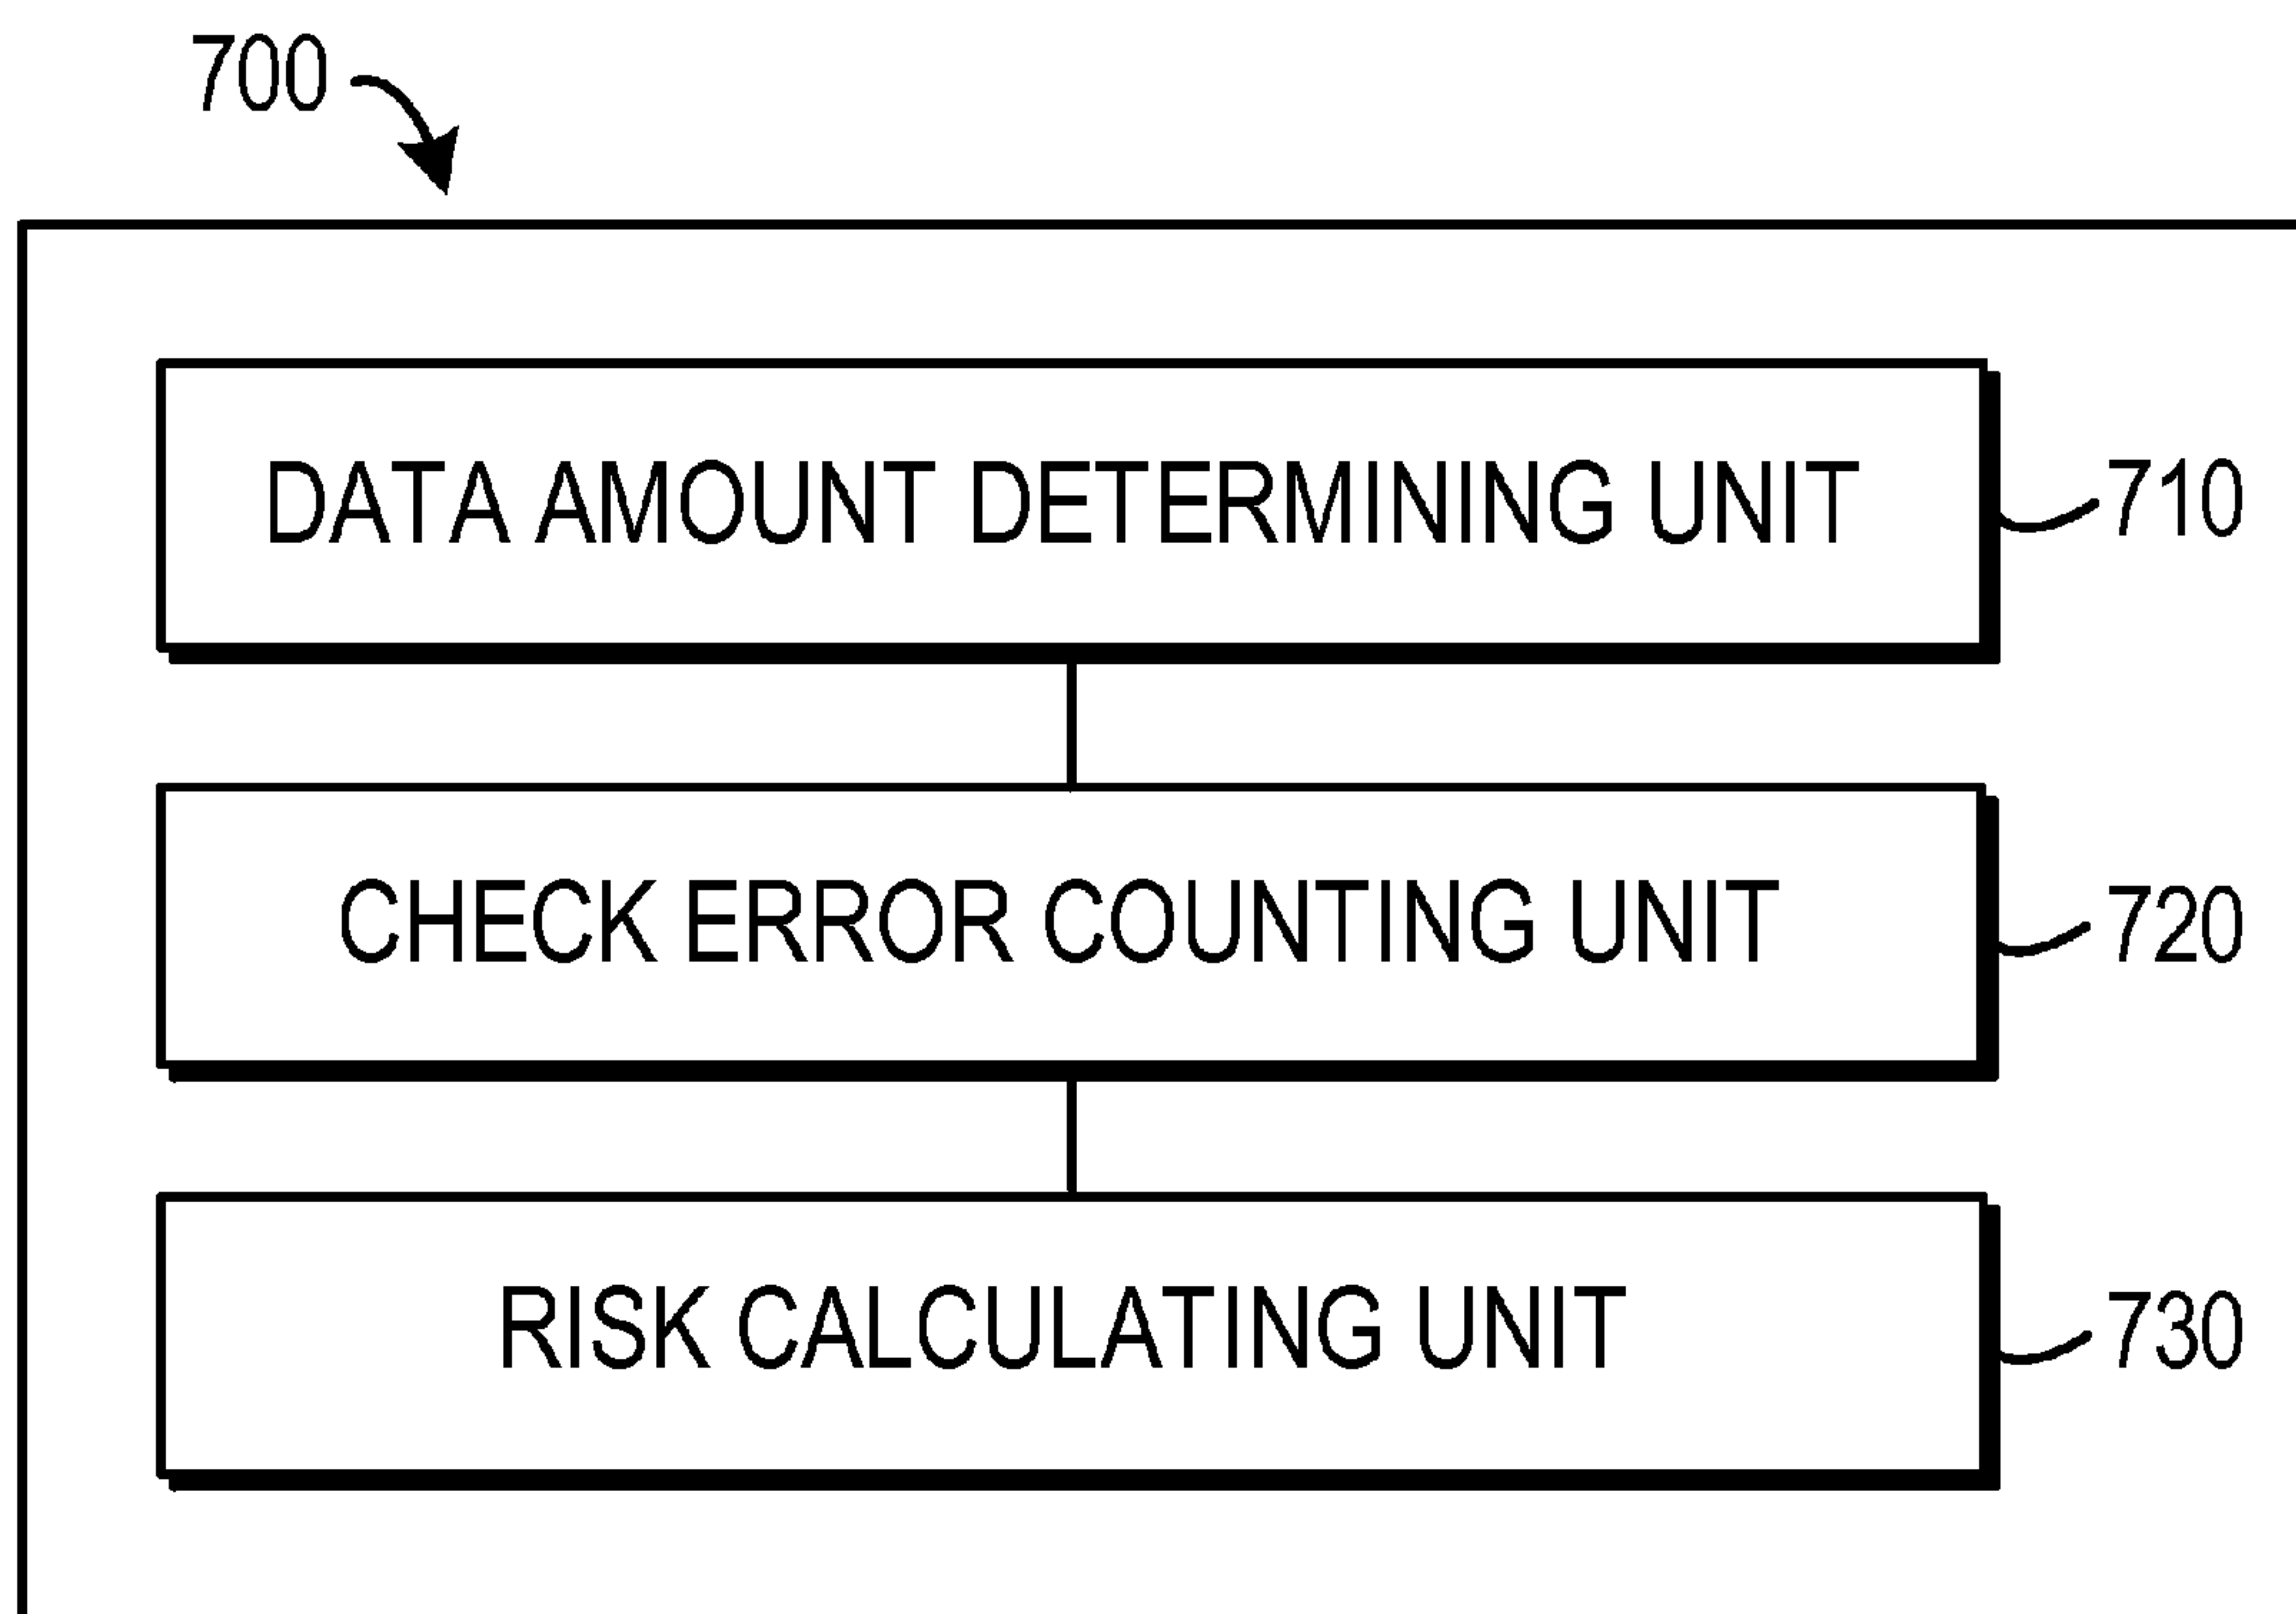 700
DATA AMOUNT DETERMINING UNIT
710
CHECK ERROR COUNTING UNIT
720
RISK CALCULATING UNIT
730